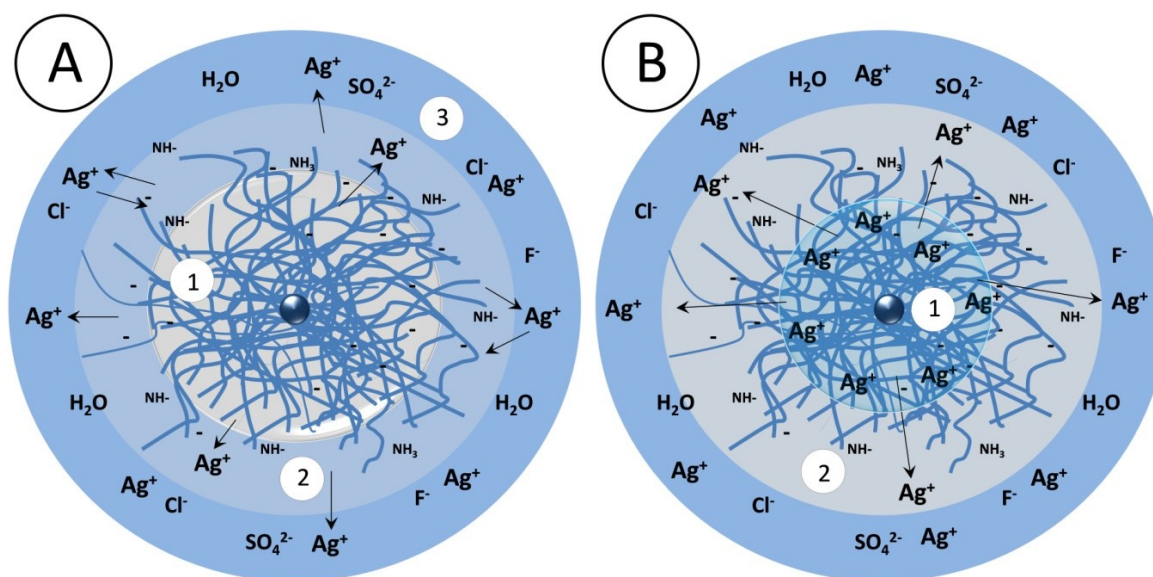 A
H₂O
Ag⁺
SO₄²⁻
3
NH-
NH₃
Ag⁺
-
-
Cl⁻
Ag⁺
Ag⁺
-
-
NH-
Cl⁻
NH-
-
-
F⁻
1
-
-
-
NH-
Ag⁺
Ag⁺
-
-
-
-
-
H₂O
NH-
-
H₂O
-
-
NH-
NH₃
Ag⁺
2
Ag⁺
Cl⁻
F⁻
Ag⁺
SO₄²⁻
Ag⁺
B
H₂O
Ag⁺
SO₄²⁻
Ag⁺
Ag⁺
Ag⁺
NH-
NH₃
Cl⁻
-
-
Ag⁺
-
-
NH-
Cl⁻
NH-
Ag⁺
Ag⁺
-
F⁻
Ag⁺
-
-
1
Ag⁺
Ag⁺
Ag⁺
NH-
Ag⁺
-
-
-
Ag⁺
Ag⁺
-
H₂O
NH-
H₂O
-
NH-
NH₃
2
Ag⁺
Cl⁻
Ag⁺
F⁻
Ag⁺
SO₄²⁻
Ag⁺